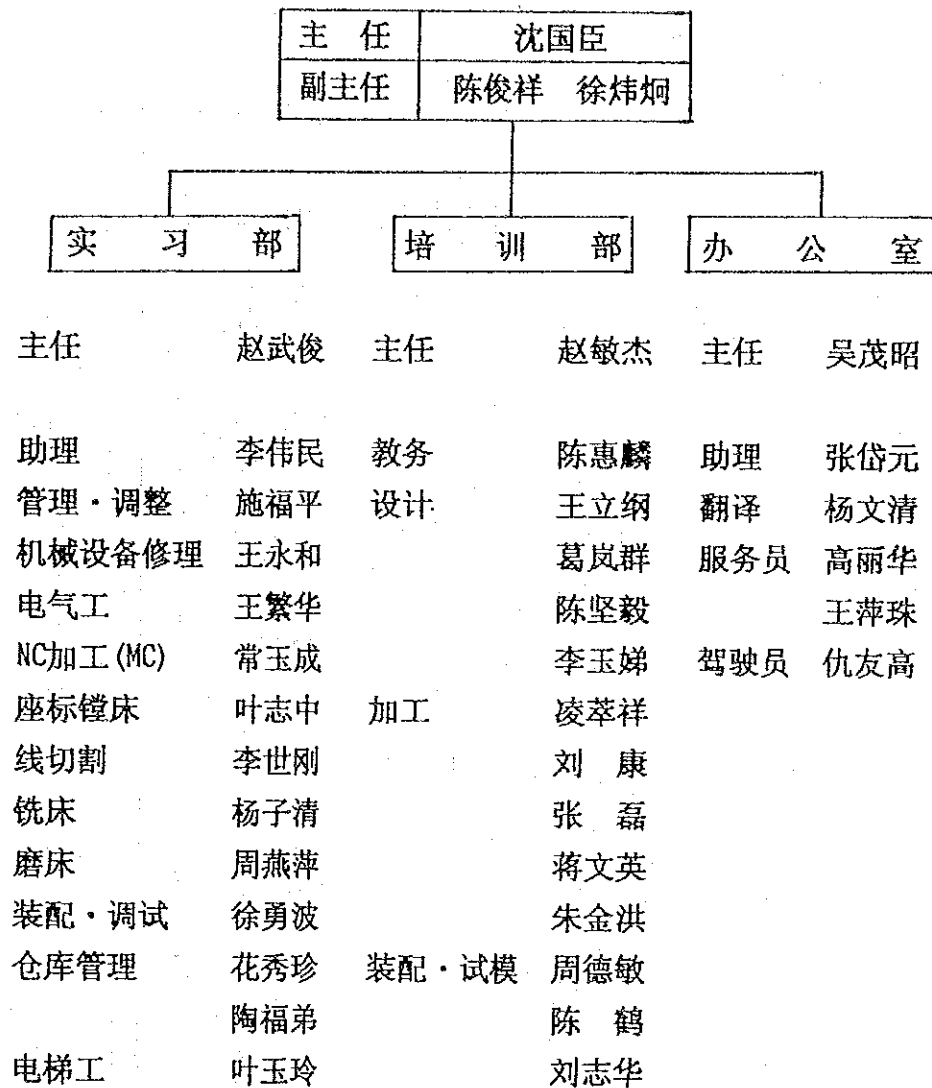 主 任 沈国臣
副主任 陈俊祥 徐炜炯
实 习 部 培 训 部 办 公 室
主任 赵武俊 主任 赵敏杰 主任 吴茂昭
助理 李伟民 教务 陈惠麟 助理 张岱元
管理·调整 施福平 设计 王立纲 翻译 杨文清
机械设备修理 王永和 葛岚群 服务员 高丽华
电气工 王繁华 陈坚毅 王萍珠
NC加工(MC) 常玉成 李玉娣 驾驶员 仇友高
座标镗床 叶志中 加工 凌萃祥
线切割 李世刚 刘 康
铣床 杨子清 张 磊
磨床 周燕萍 蒋文英
装配·调试 徐勇波 朱金洪
仓库管理 花秀珍 装配·试模 周德敏
陶福弟 陈 鹤
电梯工 叶玉玲 刘志华